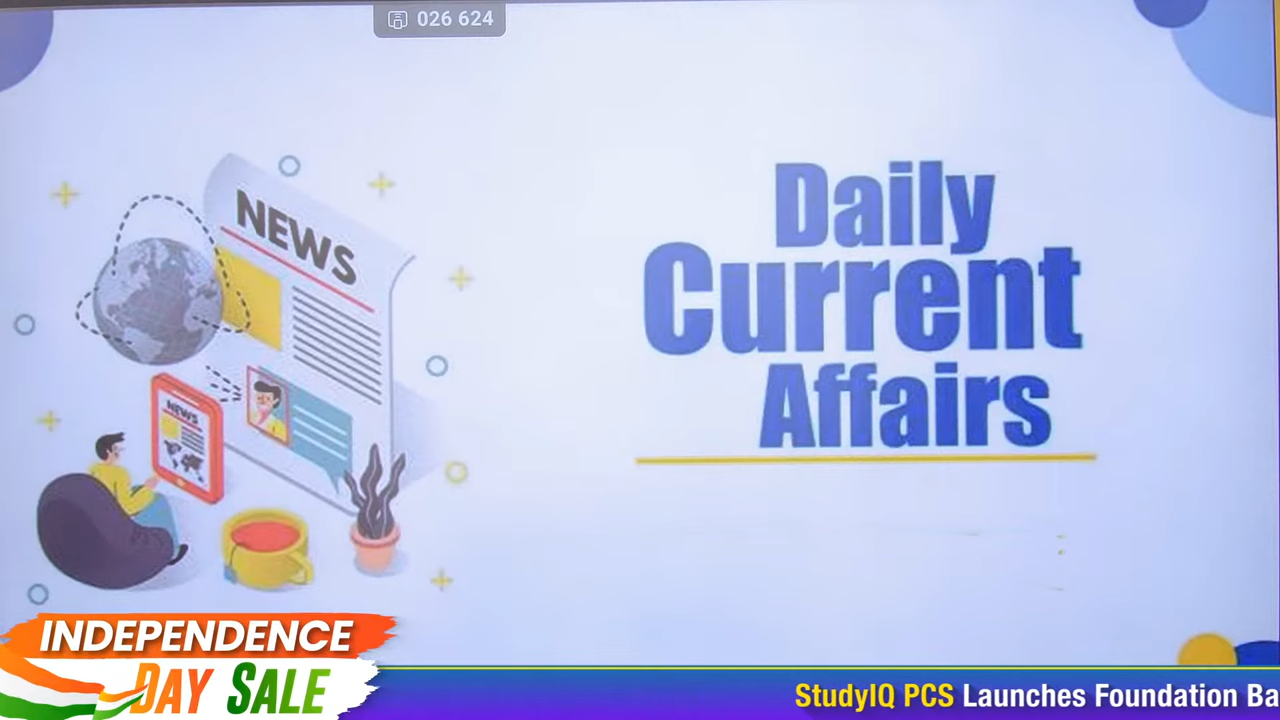 026 624
NEWS
Daily
Current
Affairs
NEWS
INDEPENDENCE
DAY SALE
StudyIQ PCS Launches Foundation Ba